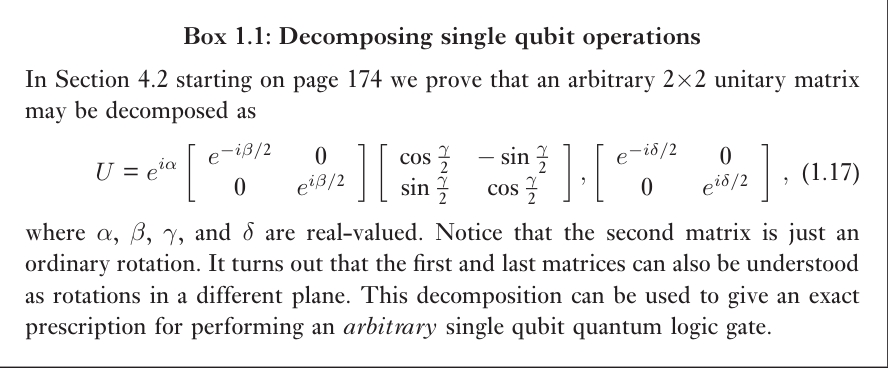 Box 1.1: Decomposing single qubit operations
In Section 4.2 starting on page 174 we prove that an arbitrary 2×2 unitary matrix
may be decomposed as
U = e^{iα} [ e^{-iβ/2} 0 ; 0 e^{iβ/2} ] [ cos γ/2 − sin γ/2 ; sin γ/2 cos γ/2 ] , [ e^{-iδ/2} 0 ; 0 e^{iδ/2} ] , (1.17)
where α, β, γ, and δ are real-valued. Notice that the second matrix is just an
ordinary rotation. It turns out that the first and last matrices can also be understood
as rotations in a different plane. This decomposition can be used to give an exact
prescription for performing an arbitrary single qubit quantum logic gate.